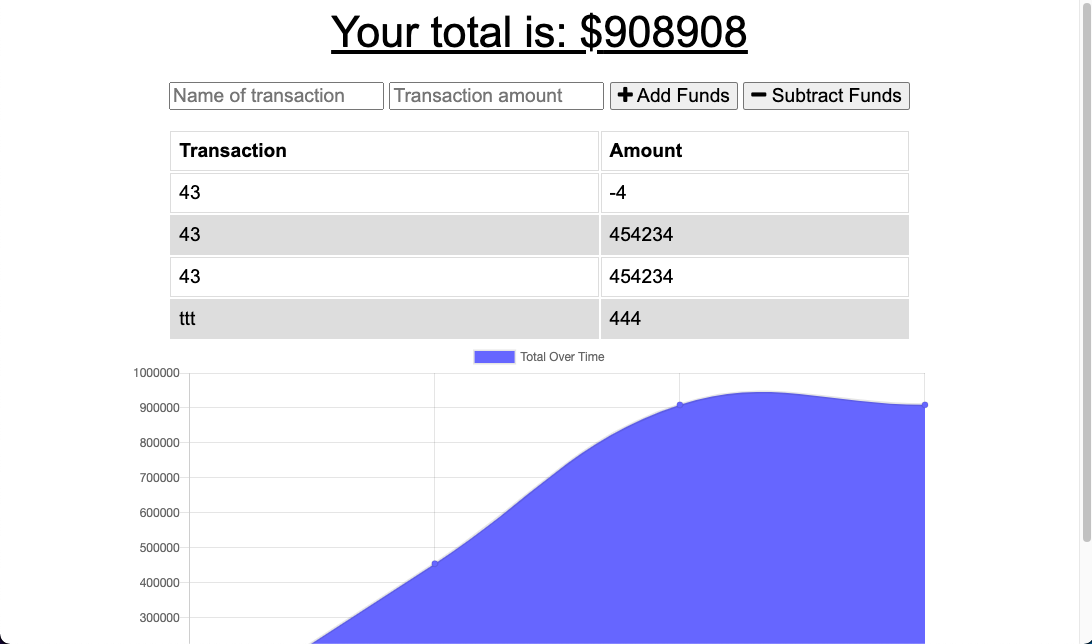 Your total is: $908908
Name of transaction Transaction amount Add Funds Subtract Funds
Transaction Amount
43 -4
43 454234
43 454234
ttt 444
Total Over Time
1000000
900000
800000
700000
600000
500000
400000
300000